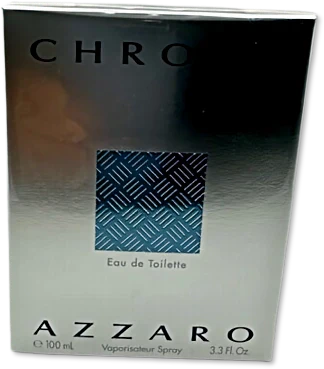 CHRO
Eau de Toilette
AZZARO
℮ 100 mL Vaporisateur Spray 3.3 Fl. Oz.